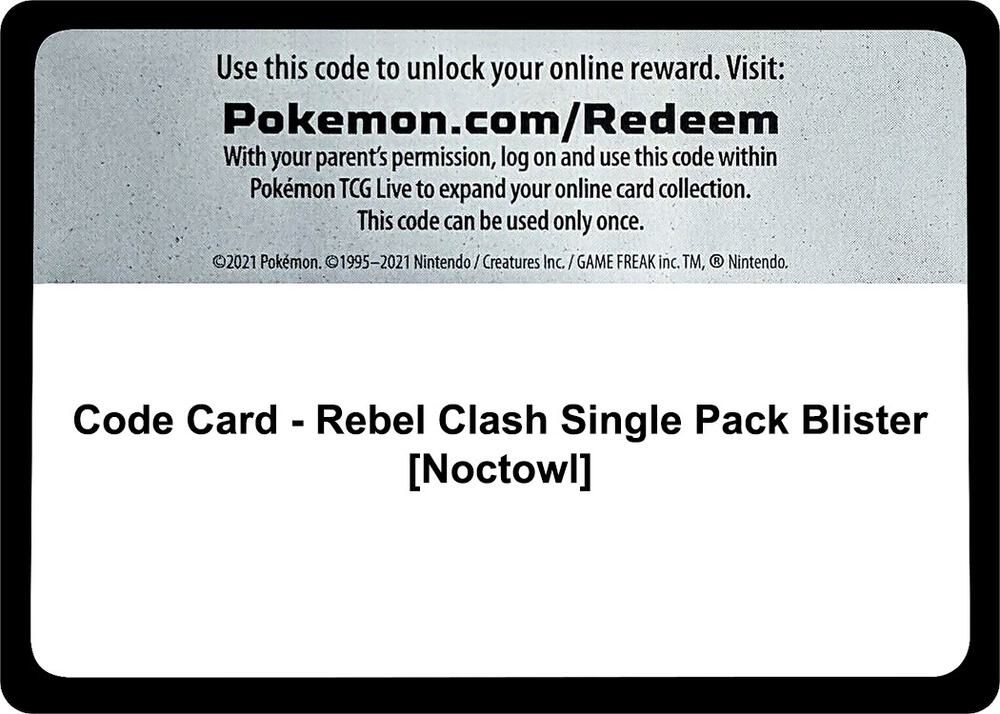 Use this code to unlock your online reward. Visit:
Pokemon.com/Redeem
With your parent's permission, log on and use this code within
Pokémon TCG Live to expand your online card collection.
This code can be used only once.
©2021 Pokémon. ©1995–2021 Nintendo / Creatures Inc. / GAME FREAK inc. TM, ® Nintendo.
Code Card - Rebel Clash Single Pack Blister
[Noctowl]